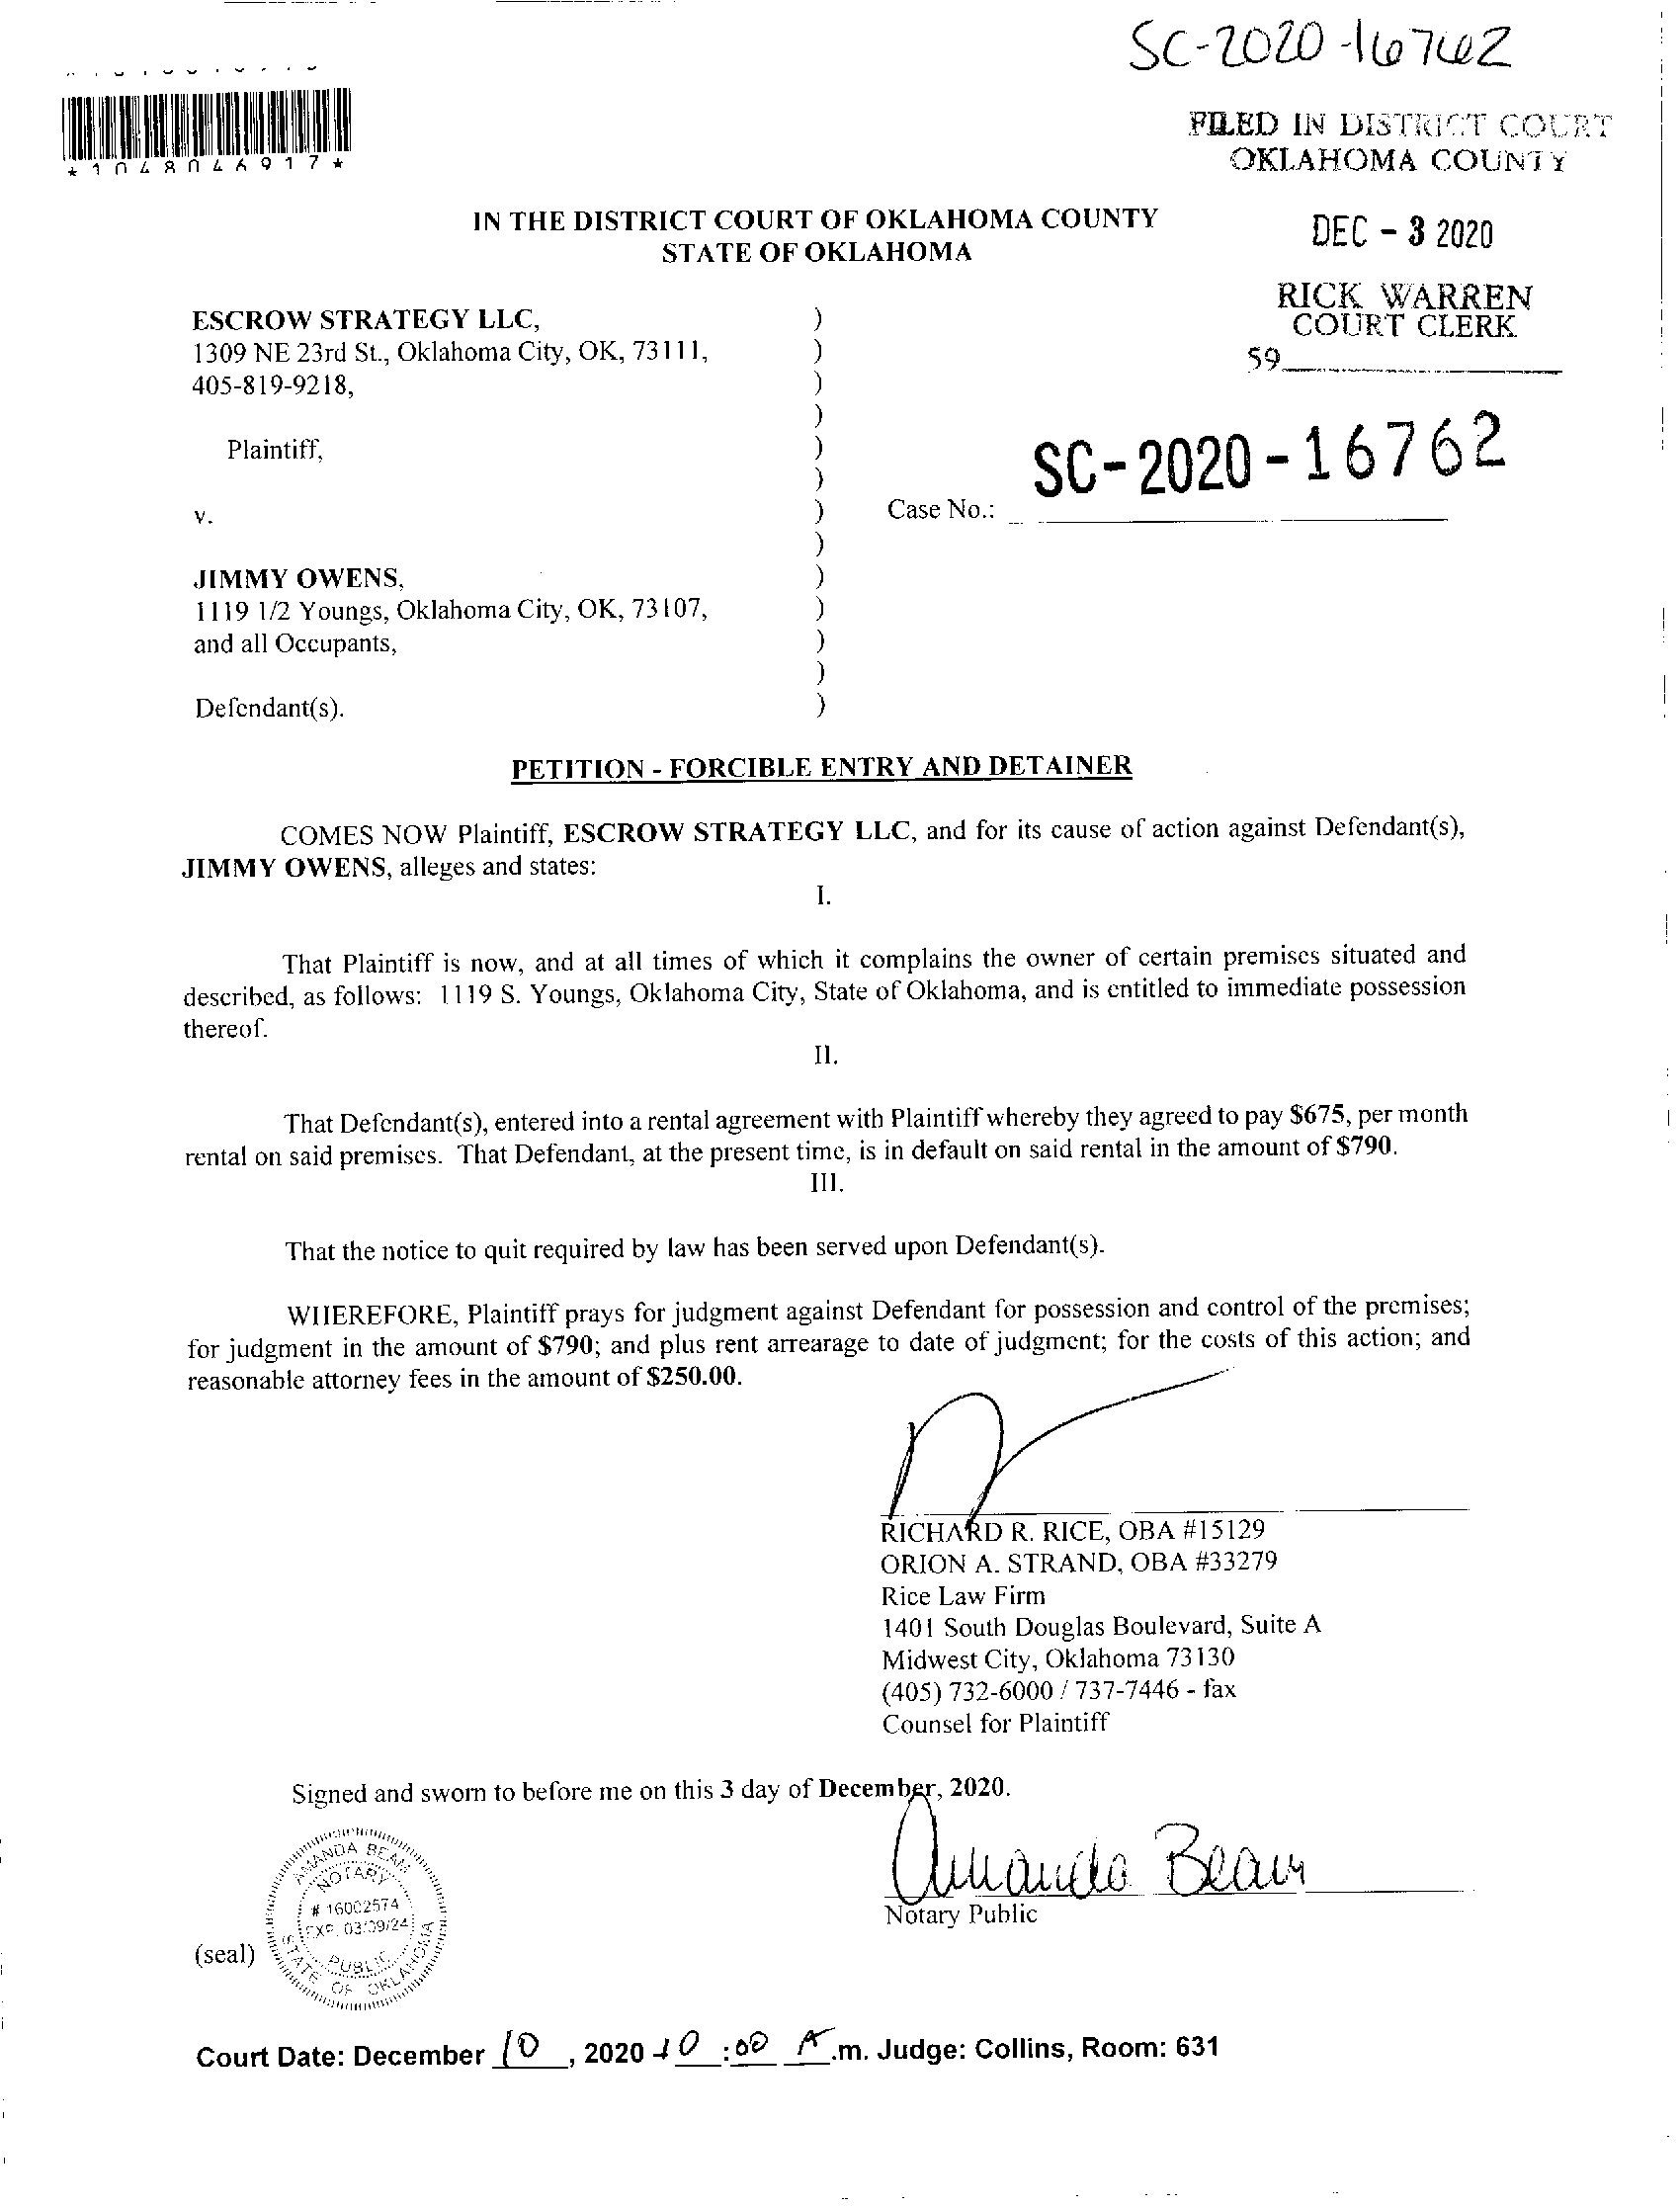 SC-2020-16762
*1048046917*
FILED IN DISTRICT COURT
OKLAHOMA COUNTY
IN THE DISTRICT COURT OF OKLAHOMA COUNTY
STATE OF OKLAHOMA
DEC - 3 2020
RICK WARREN
COURT CLERK
59
ESCROW STRATEGY LLC, )
1309 NE 23rd St., Oklahoma City, OK, 73111, )
405-819-9218, )
)
Plaintiff, )
)
SC-2020-16762
v. ) Case No.:
)
JIMMY OWENS, )
1119 1/2 Youngs, Oklahoma City, OK, 73107, )
and all Occupants, )
)
Defendant(s). )
PETITION - FORCIBLE ENTRY AND DETAINER
COMES NOW Plaintiff, ESCROW STRATEGY LLC, and for its cause of action against Defendant(s),
JIMMY OWENS, alleges and states:
I.
That Plaintiff is now, and at all times of which it complains the owner of certain premises situated and
described, as follows: 1119 S. Youngs, Oklahoma City, State of Oklahoma, and is entitled to immediate possession
thereof.
II.
That Defendant(s), entered into a rental agreement with Plaintiff whereby they agreed to pay $675, per month
rental on said premises. That Defendant, at the present time, is in default on said rental in the amount of $790.
III.
That the notice to quit required by law has been served upon Defendant(s).
WHEREFORE, Plaintiff prays for judgment against Defendant for possession and control of the premises;
for judgment in the amount of $790; and plus rent arrearage to date of judgment; for the costs of this action; and
reasonable attorney fees in the amount of $250.00.
RICHARD R. RICE, OBA #15129
ORION A. STRAND, OBA #33279
Rice Law Firm
1401 South Douglas Boulevard, Suite A
Midwest City, Oklahoma 73130
(405) 732-6000 / 737-7446 - fax
Counsel for Plaintiff
Signed and sworn to before me on this 3 day of December, 2020.
Amanda Beam
Notary Public
AMANDA BEAM
NOTARY
# 16002574
EXP. 03/09/24
PUBLIC
STATE OF OKLAHOMA
(seal)
Court Date: December 10, 2020 10:00 A.m. Judge: Collins, Room: 631